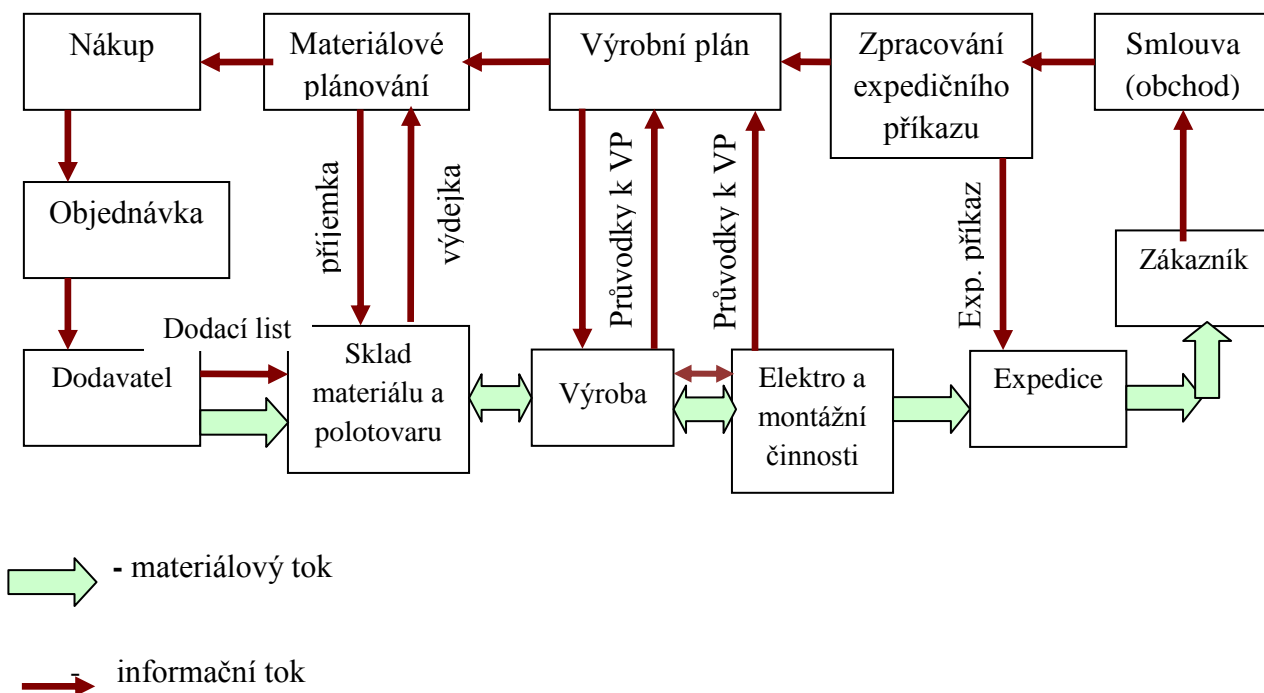 Nákup
Materiálové
plánování
Výrobní plán
Zpracování
expedičního
příkazu
Smlouva
(obchod)
Objednávka
příjemka
výdejka
Průvodky k VP
Průvodky k VP
Exp. příkaz
Zákazník
Dodací list
Dodavatel
Sklad
materiálu a
polotovaru
Výroba
Elektro a
montážní
činnosti
Expedice
- materiálový tok
- informační tok